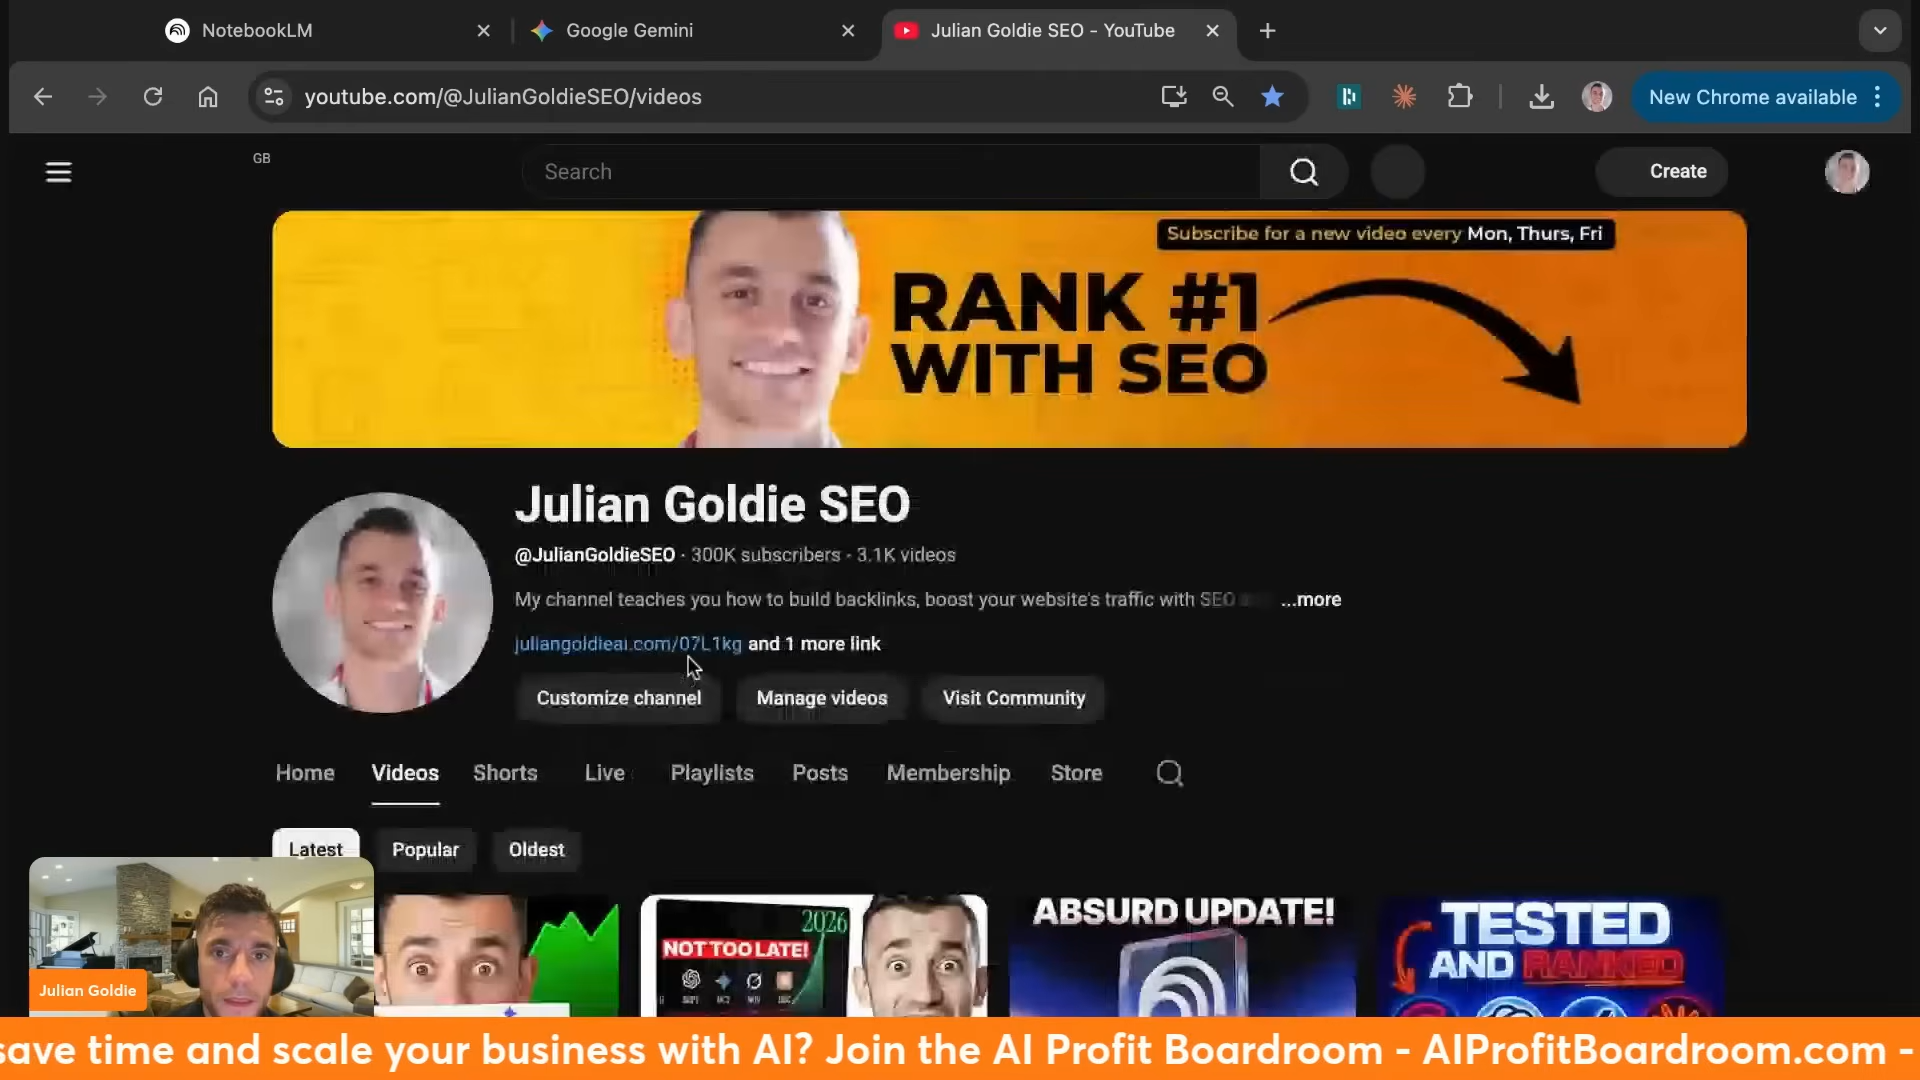 NotebookLM
Google Gemini
Julian Goldie SEO - YouTube
youtube.com/@JulianGoldieSEO/videos
New Chrome available
GB
Search
Create
Subscribe for a new video every Mon, Thurs, Fri
RANK #1
WITH SEO
Julian Goldie SEO
@JulianGoldieSEO · 300K subscribers · 3.1K videos
My channel teaches you how to build backlinks, boost your website's traffic with SEO ...more
juliangoldieai.com/07L1kg and 1 more link
Customize channel
Manage videos
Visit Community
Home
Videos
Shorts
Live
Playlists
Posts
Membership
Store
Latest
Popular
Oldest
2026
NOT TOO LATE!
ABSURD UPDATE!
TESTED
AND RANKED
Julian Goldie
save time and scale your business with AI? Join the AI Profit Boardroom - AIProfitBoardroom.com -